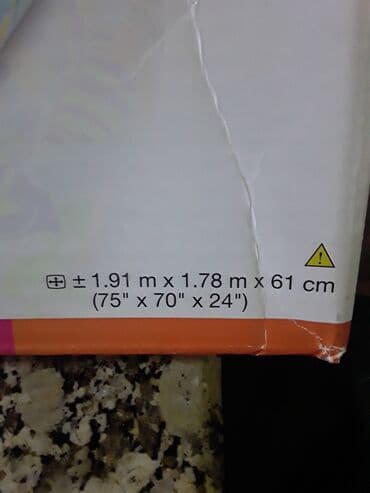 ± 1.91 m x 1.78 m x 61 cm
(75" x 70" x 24")